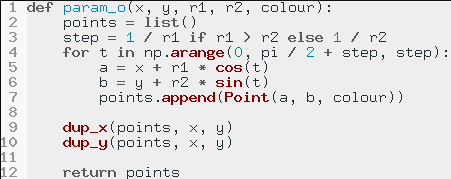 1 def param_o(x, y, r1, r2, colour):
2     points = list()
3     step = 1 / r1 if r1 > r2 else 1 / r2
4     for t in np.arange(0, pi / 2 + step, step):
5         a = x + r1 * cos(t)
6         b = y + r2 * sin(t)
7         points.append(Point(a, b, colour))
8
9     dup_x(points, x, y)
10     dup_y(points, x, y)
11
12     return points